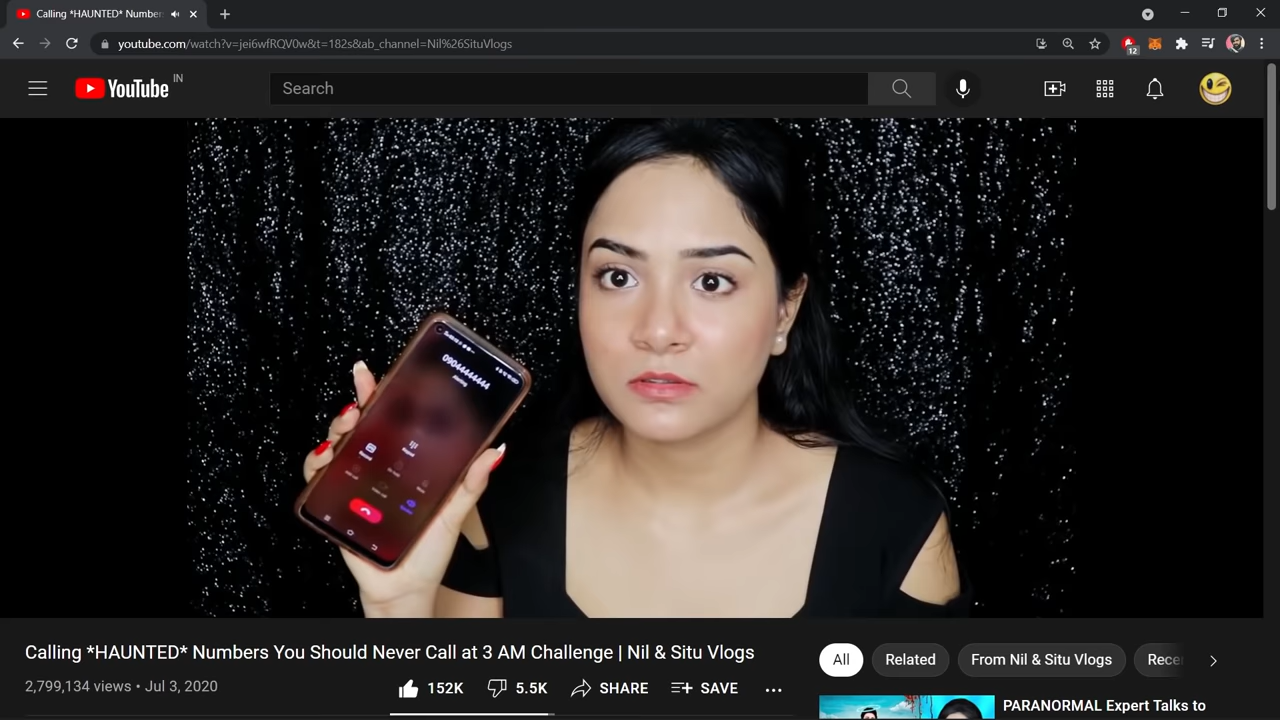 Calling *HAUNTED* Number
youtube.com/watch?v=jei6wfRQV0w&t=182s&ab_channel=Nil%26SituVlogs
12
YouTube IN
Search
09044444444
Calling *HAUNTED* Numbers You Should Never Call at 3 AM Challenge | Nil & Situ Vlogs
2,799,134 views • Jul 3, 2020
152K
5.5K
SHARE
SAVE
All
Related
From Nil & Situ Vlogs
Rece
PARANORMAL Expert Talks to